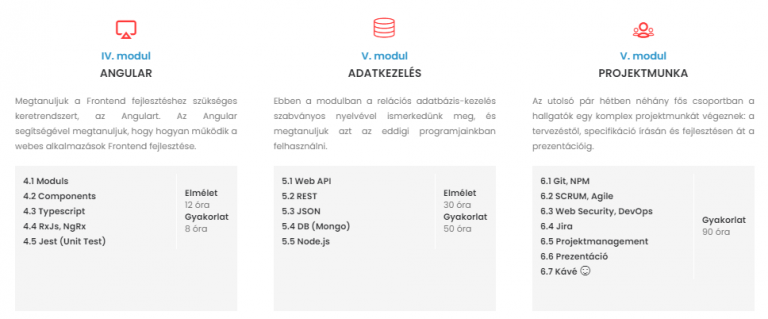 IV. modul
ANGULAR
Megtanuljuk a Frontend fejlesztéshez szükséges
keretrendszert, az Angulart. Az Angular
segítségével megtanuljuk, hogy hogyan működik a
webes alkalmazások Frontend fejlesztése.
4.1 Moduls
4.2 Components
4.3 Typescript
4.4 RxJs, NgRx
4.5 Jest (Unit Test)
Elmélet
12 óra
Gyakorlat
8 óra
V. modul
ADATKEZELÉS
Ebben a modulban a relációs adatbázis-kezelés
szabványos nyelvével ismerkedünk meg, és
megtanuljuk azt az eddigi programjainkban
felhasználni.
5.1 Web API
5.2 REST
5.3 JSON
5.4 DB (Mongo)
5.5 Node.js
Elmélet
30 óra
Gyakorlat
50 óra
V. modul
PROJEKTMUNKA
Az utolsó pár hétben néhány fős csoportban a
hallgatók egy komplex projektmunkát végeznek: a
tervezéstől, specifikáció írásán és fejlesztésen át a
prezentációig.
6.1 Git, NPM
6.2 SCRUM, Agile
6.3 Web Security, DevOps
6.4 Jira
6.5 Projektmanagement
6.6 Prezentáció
6.7 Kávé ☺
Gyakorlat
90 óra